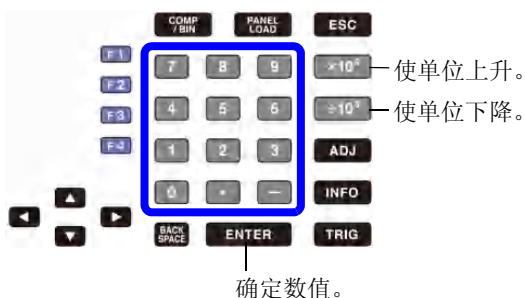 COMP / BIN
PANEL LOAD
ESC
F1
7 8 9
×10³
使单位上升。
F2
4 5 6
÷10³
使单位下降。
F3
F4
1 2 3
ADJ
0 . −
INFO
BACK SPACE
ENTER
TRIG
确定数值。